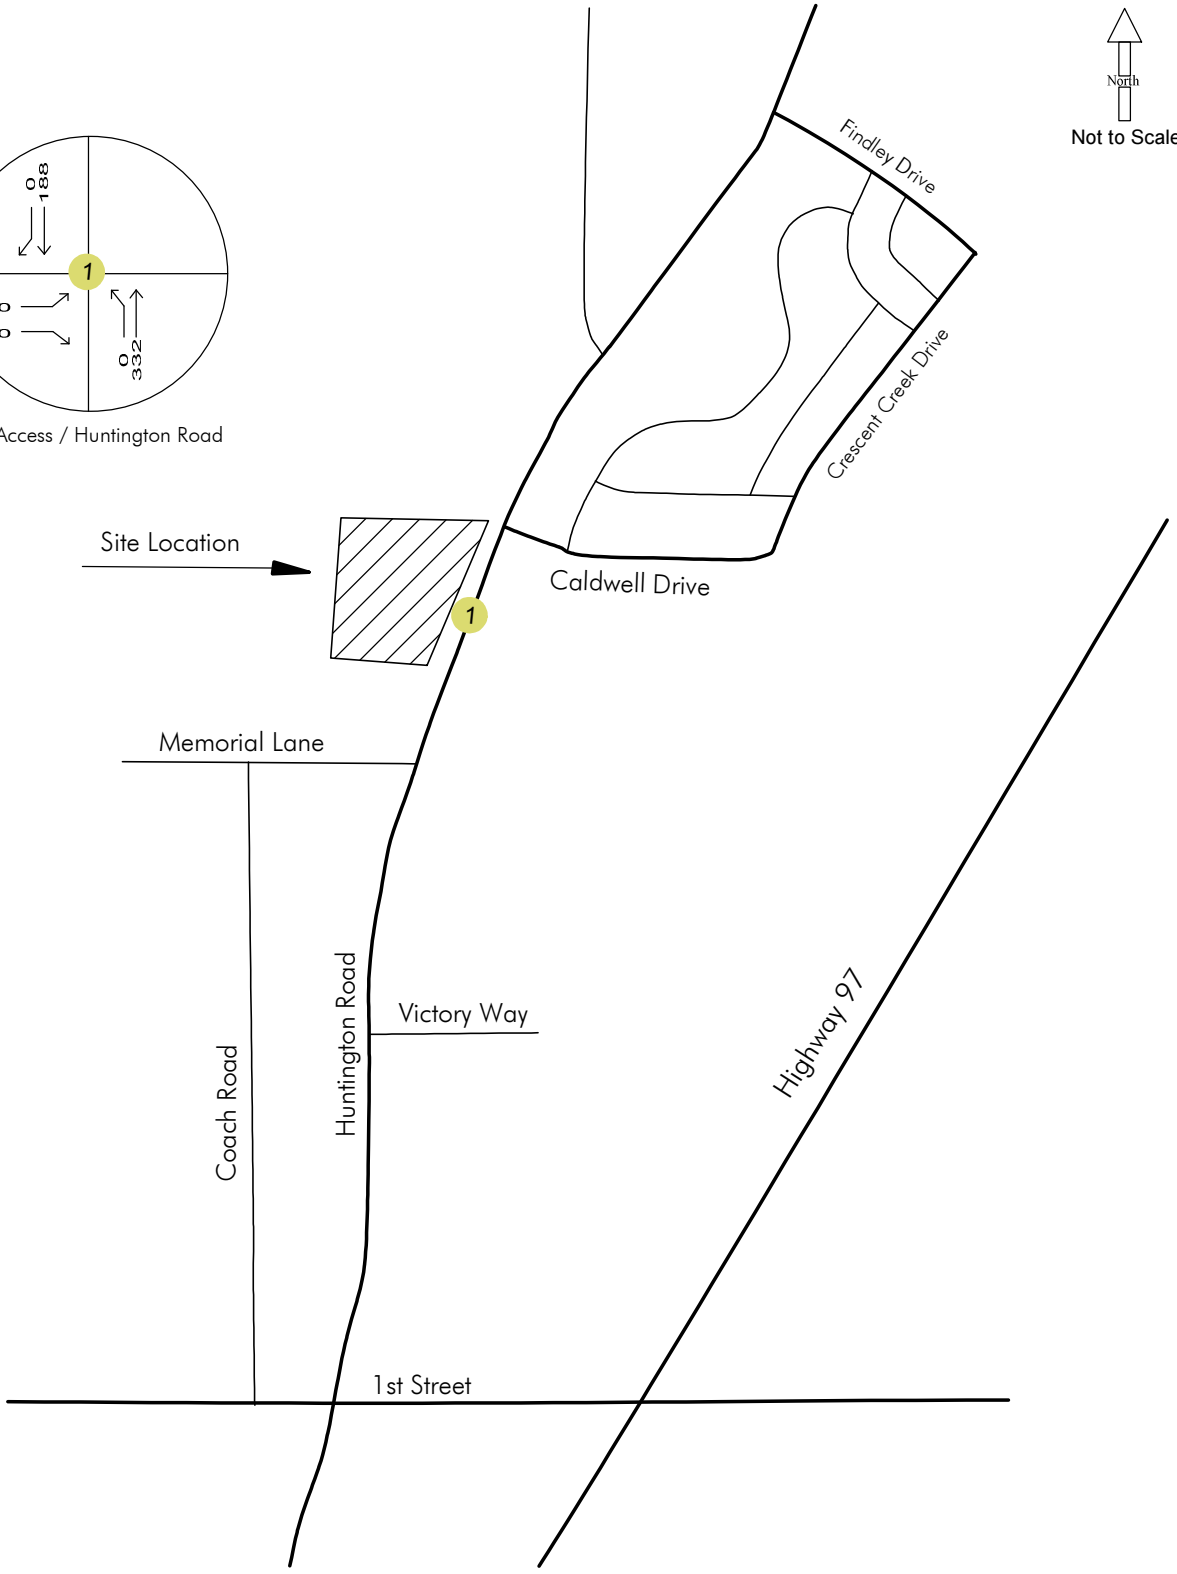 North
Not to Scale
Findley Drive
0
188
1
0
0
0
332
Access / Huntington Road
Crescent Creek Drive
Site Location
Caldwell Drive
1
Memorial Lane
Huntington Road
Victory Way
Highway 97
Coach Road
1st Street